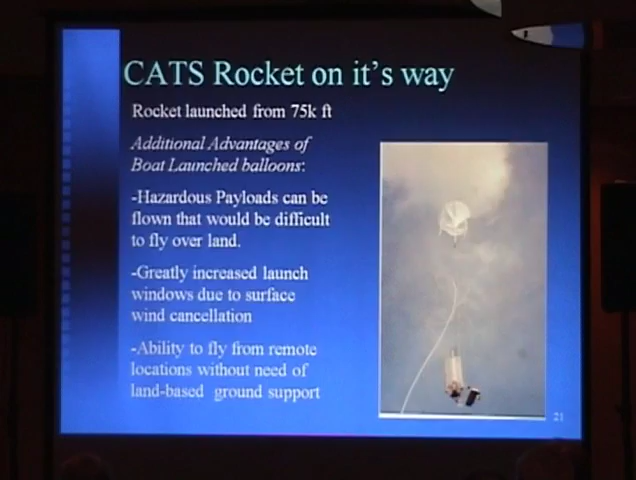 CATS Rocket on it's way
Rocket launched from 75k ft
Additional Advantages of
Boat Launched balloons:
-Hazardous Payloads can be
flown that would be difficult
to fly over land.
-Greatly increased launch
windows due to surface
wind cancellation
-Ability to fly from remote
locations without need of
land-based ground support
21